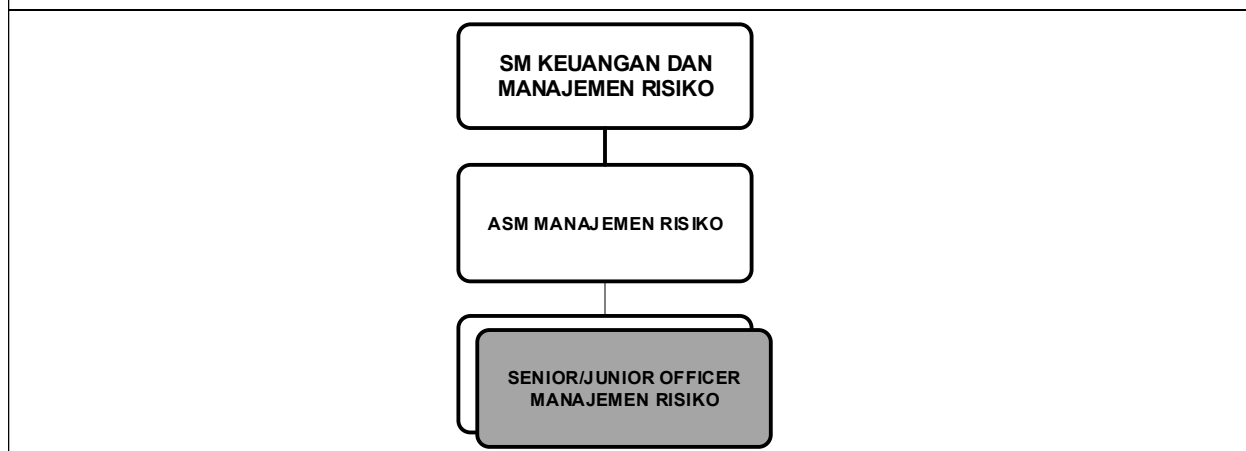 SM KEUANGAN DAN
MANAJEMEN RISIKO
ASM MANAJEMEN RISIKO
SENIOR/JUNIOR OFFICER
MANAJEMEN RISIKO